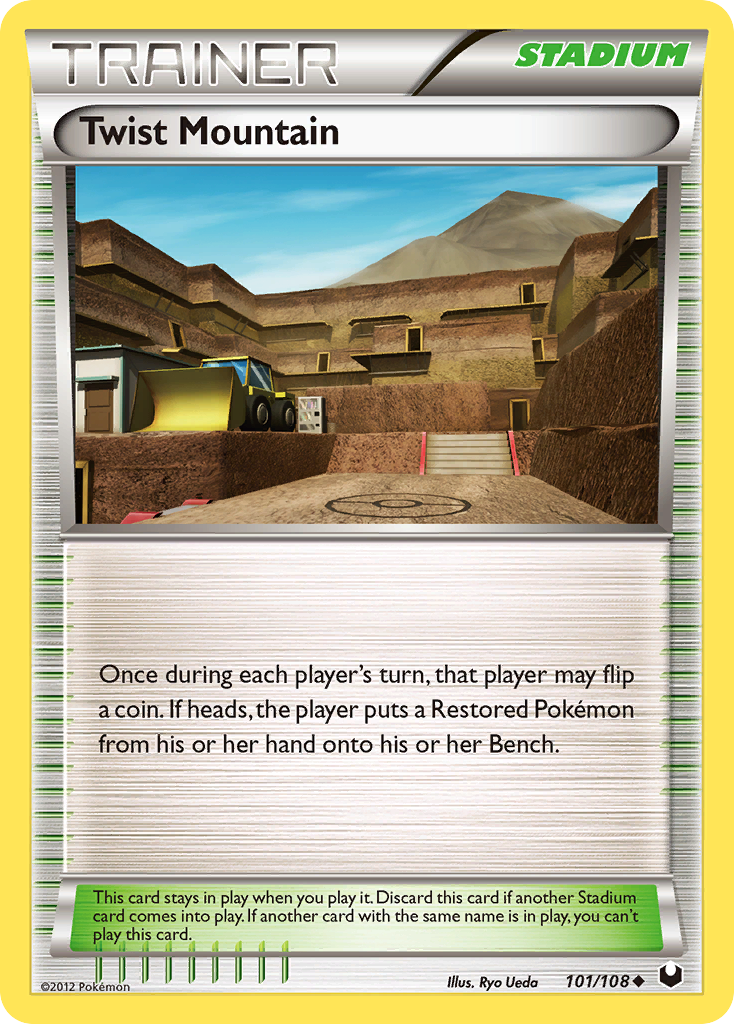 TRAINER
STADIUM
Twist Mountain
Once during each player's turn, that player may flip
a coin. If heads, the player puts a Restored Pokémon
from his or her hand onto his or her Bench.
This card stays in play when you play it. Discard this card if another Stadium
card comes into play. If another card with the same name is in play, you can't
play this card.
©2012 Pokémon
Illus. Ryo Ueda
101/108